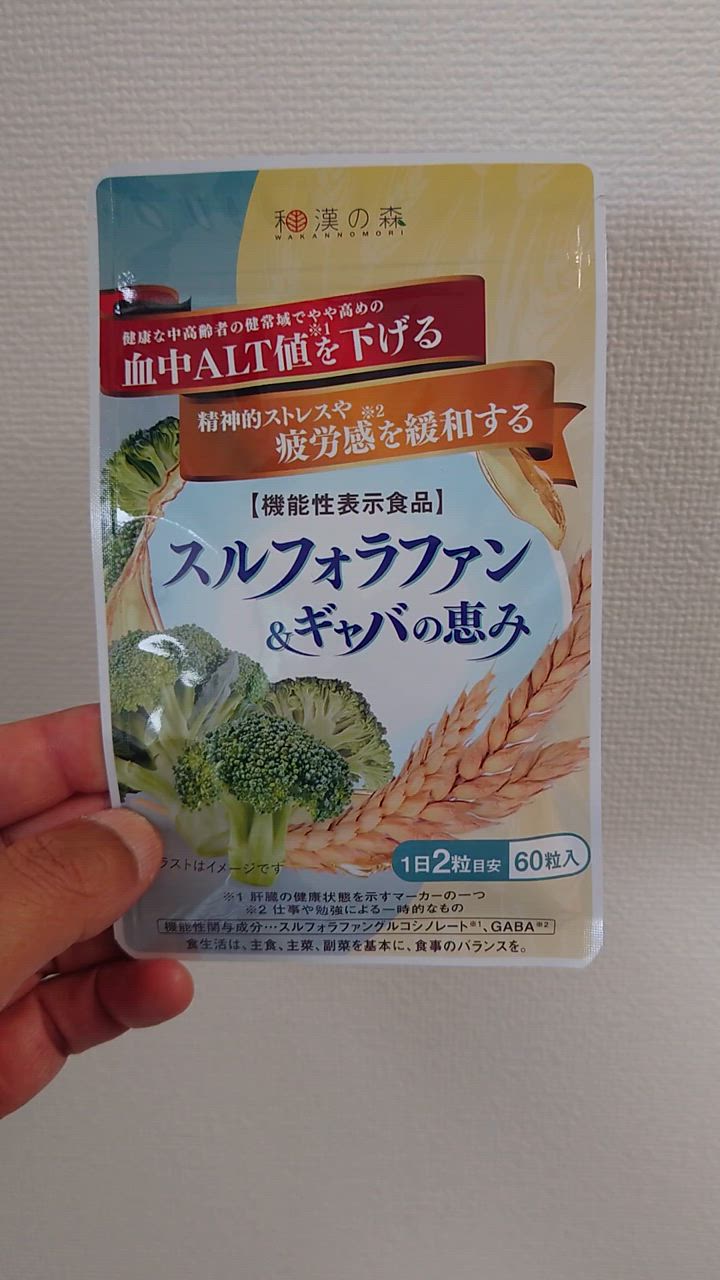 和漢の森
WAKANNOMORI
健康な中高齢者の健常域でやや高めの
血中ALT値※1を下げる
精神的ストレスや
疲労感※2を緩和する
【機能性表示食品】
スルフォラファン
&ギャバの恵み
1日2粒目安 60粒入
ラストはイメージです
※1 肝臓の健康状態を示すマーカーの一つ
※2 仕事や勉強による一時的なもの
機能性関与成分…スルフォラファングルコシノレート※1、GABA※2
食生活は、主食、主菜、副菜を基本に、食事のバランスを。